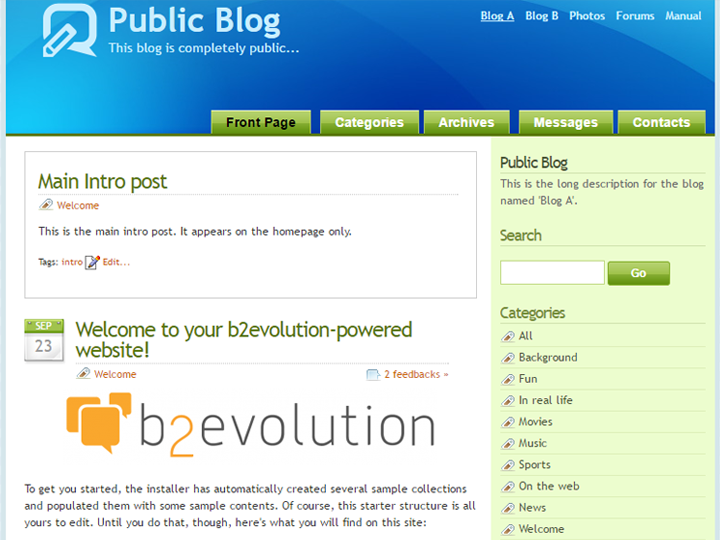 Public Blog
This blog is completely public...
Blog A Blog B Photos Forums Manual
Front Page Categories Archives Messages Contacts
Main Intro post
Welcome
This is the main intro post. It appears on the homepage only.
Tags: intro Edit...
SEP
23
Welcome to your b2evolution-powered
website!
Welcome
2 feedbacks »
b2evolution
To get you started, the installer has automatically created several sample collections
and populated them with some sample contents. Of course, this starter structure is all
yours to edit. Until you do that, though, here's what you will find on this site:
Public Blog
This is the long description for the blog
named 'Blog A'.
Search
Go
Categories
All
Background
Fun
In real life
Movies
Music
Sports
On the web
News
Welcome